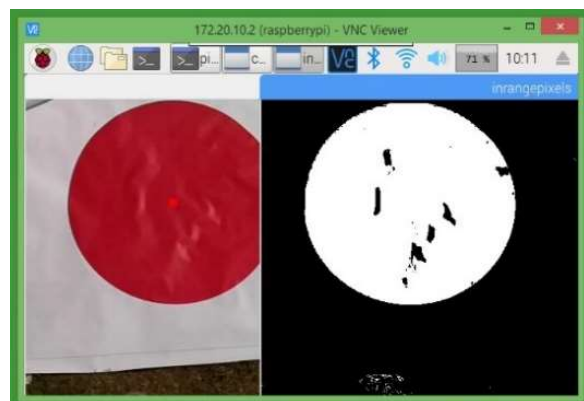 172.20.10.2 (raspberrypi) - VNC Viewer
>_ >_ pi... c... in... 71 % 10:11
inrangepixels